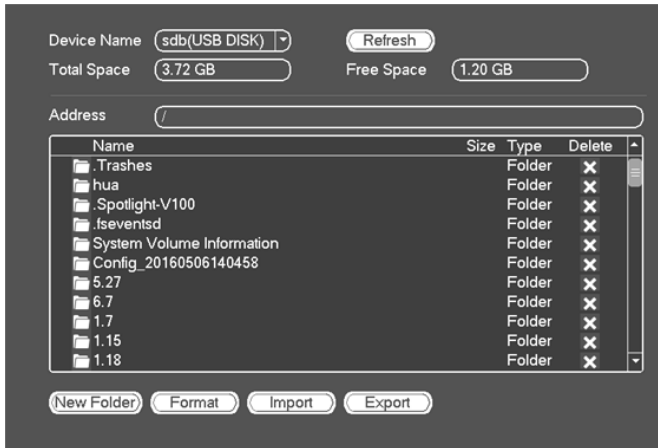 Device Name sdb(USB DISK) Refresh
Total Space 3.72 GB Free Space 1.20 GB
Address /
Name Size Type Delete
.Trashes Folder
hua Folder
.Spotlight-V100 Folder
.fseventsd Folder
System Volume Information Folder
Config_20160506140458 Folder
5.27 Folder
6.7 Folder
1.7 Folder
1.15 Folder
1.18 Folder
New Folder Format Import Export